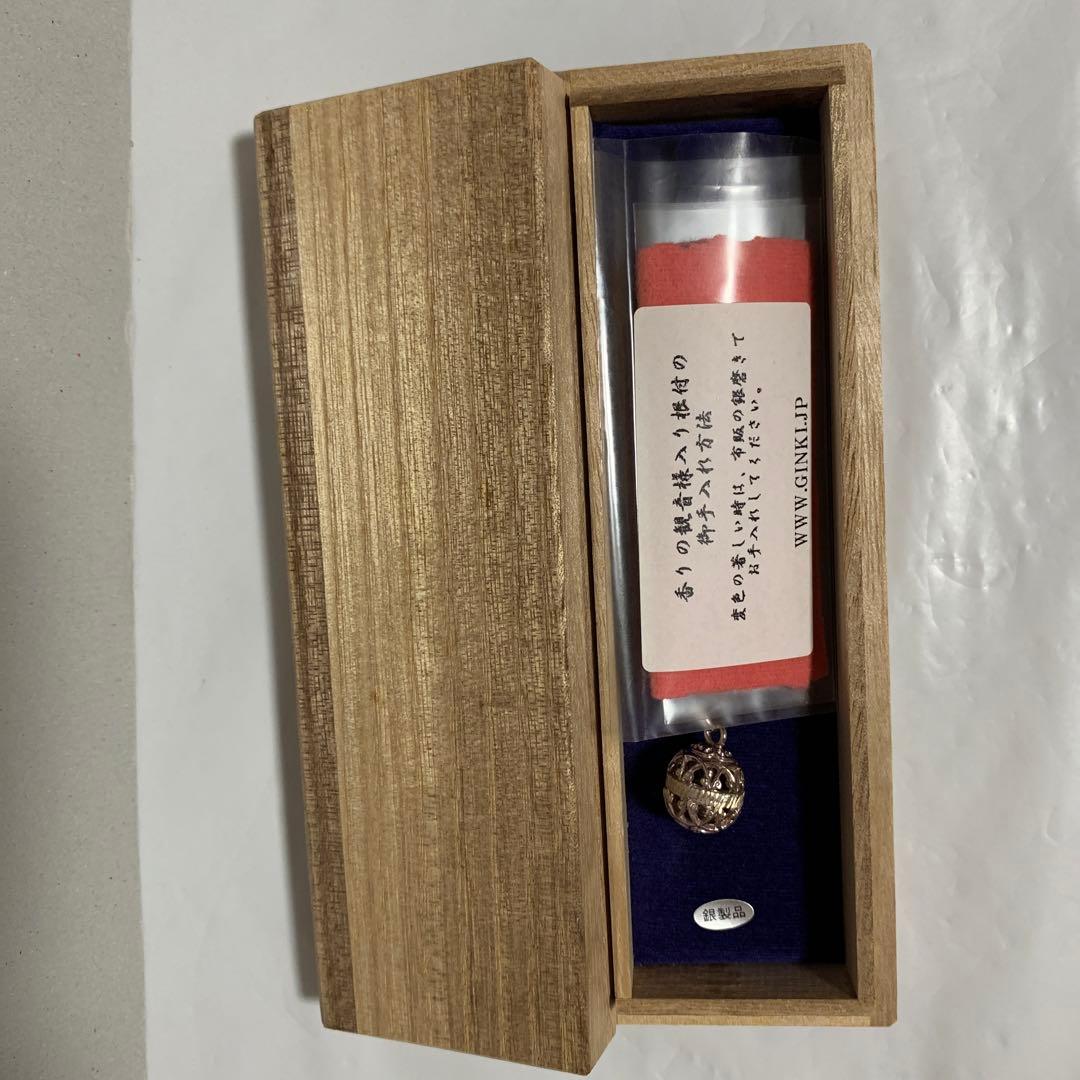 香りの観音様入り根付の
御手入れ方法
変色の著しい時は、市販の銀磨きで
お手入れしてください。
WWW.GINKI.JP
銀製品